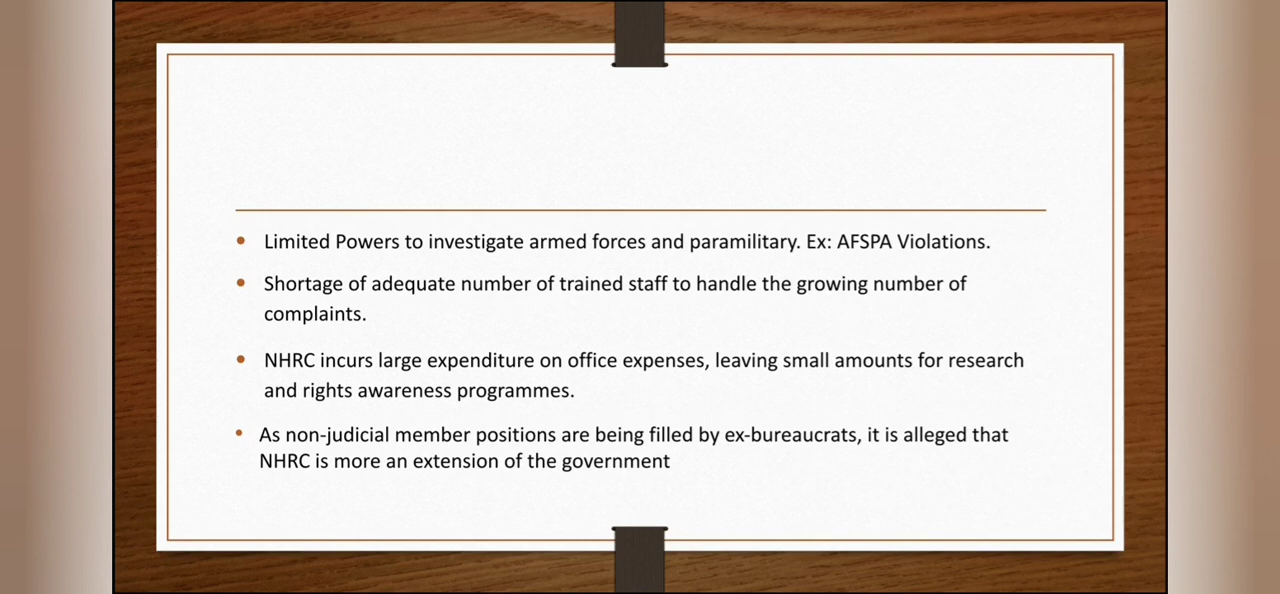 • Limited Powers to investigate armed forces and paramilitary. Ex: AFSPA Violations.
• Shortage of adequate number of trained staff to handle the growing number of
complaints.
• NHRC incurs large expenditure on office expenses, leaving small amounts for research
and rights awareness programmes.
• As non-judicial member positions are being filled by ex-bureaucrats, it is alleged that
NHRC is more an extension of the government